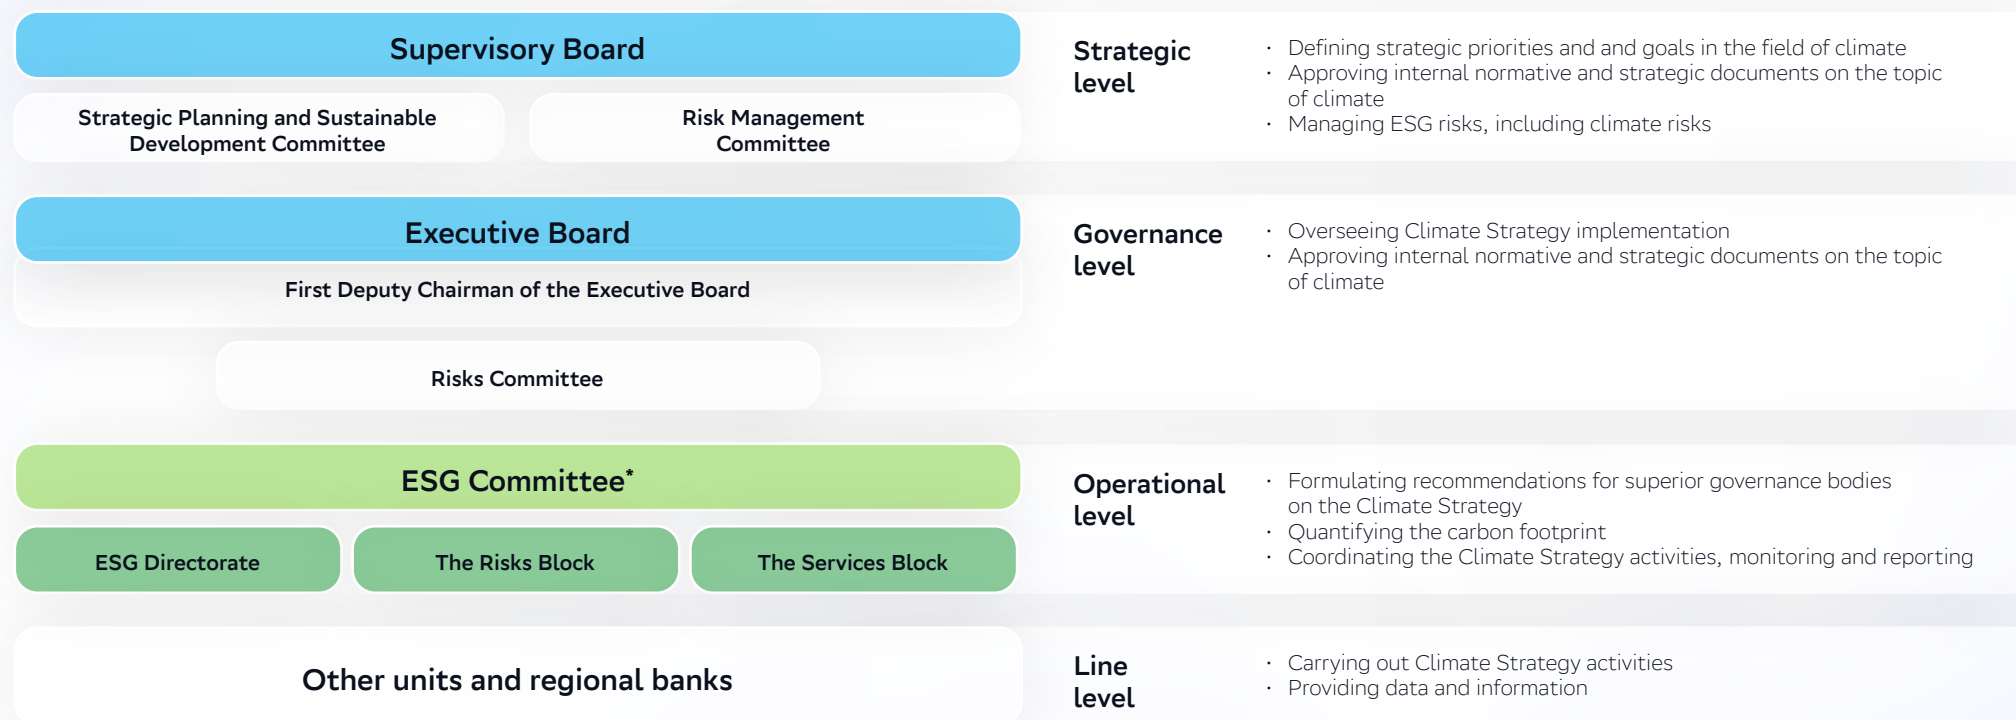 Supervisory Board
Strategic Planning and Sustainable
Development Committee
Risk Management
Committee
Strategic
level
· Defining strategic priorities and and goals in the field of climate
· Approving internal normative and strategic documents on the topic
of climate
· Managing ESG risks, including climate risks
Executive Board
First Deputy Chairman of the Executive Board
Risks Committee
Governance
level
· Overseeing Climate Strategy implementation
· Approving internal normative and strategic documents on the topic
of climate
ESG Committee*
ESG Directorate
The Risks Block
The Services Block
Operational
level
· Formulating recommendations for superior governance bodies
on the Climate Strategy
· Quantifying the carbon footprint
· Coordinating the Climate Strategy activities, monitoring and reporting
Other units and regional banks
Line
level
· Carrying out Climate Strategy activities
· Providing data and information